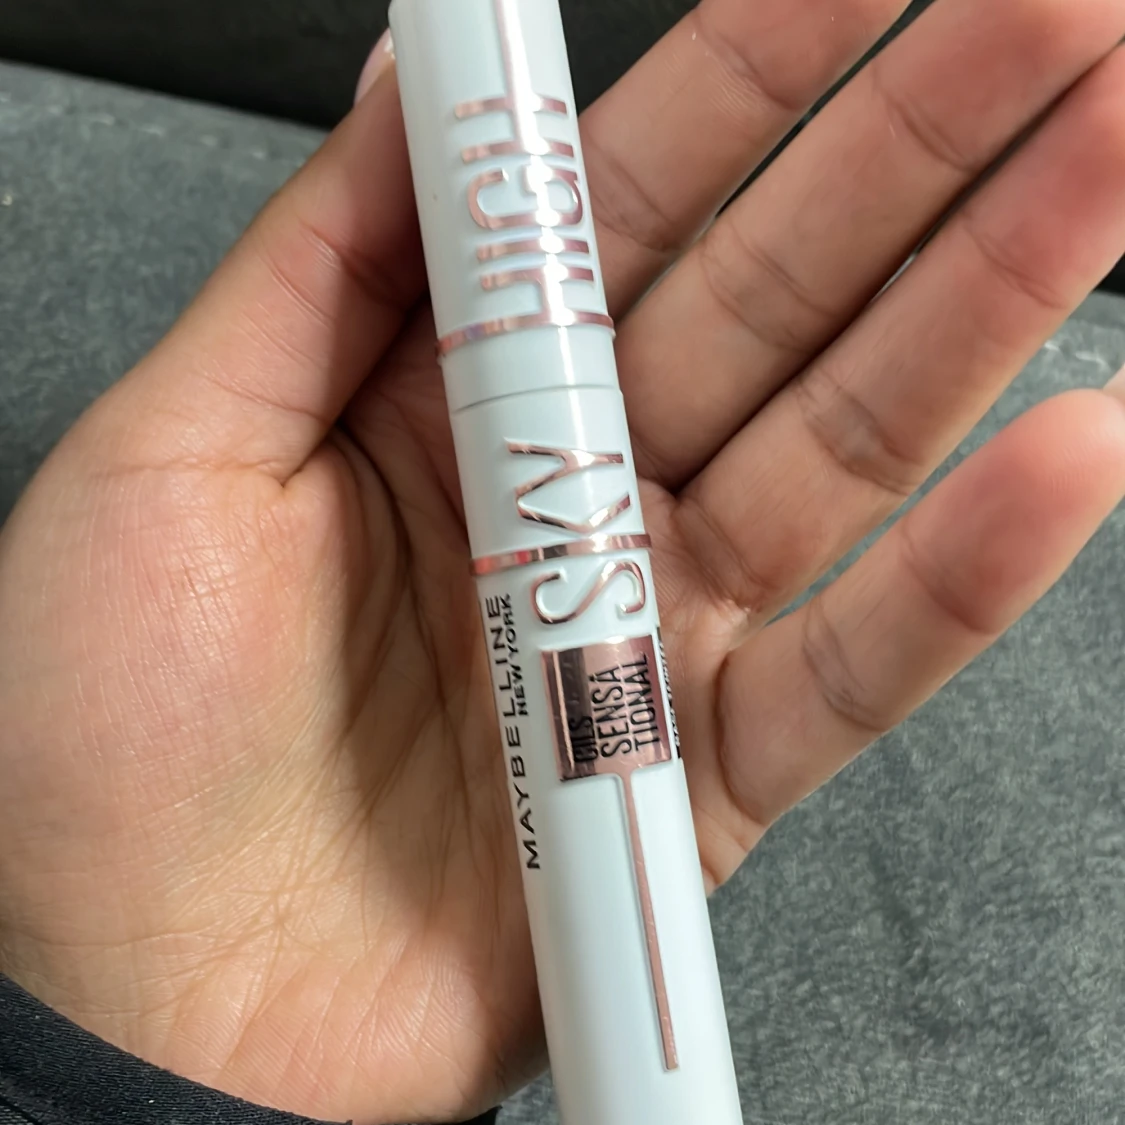 SKY HIGH
MAYBELLINE
NEW YORK
CILS
SENSA
TIONAL